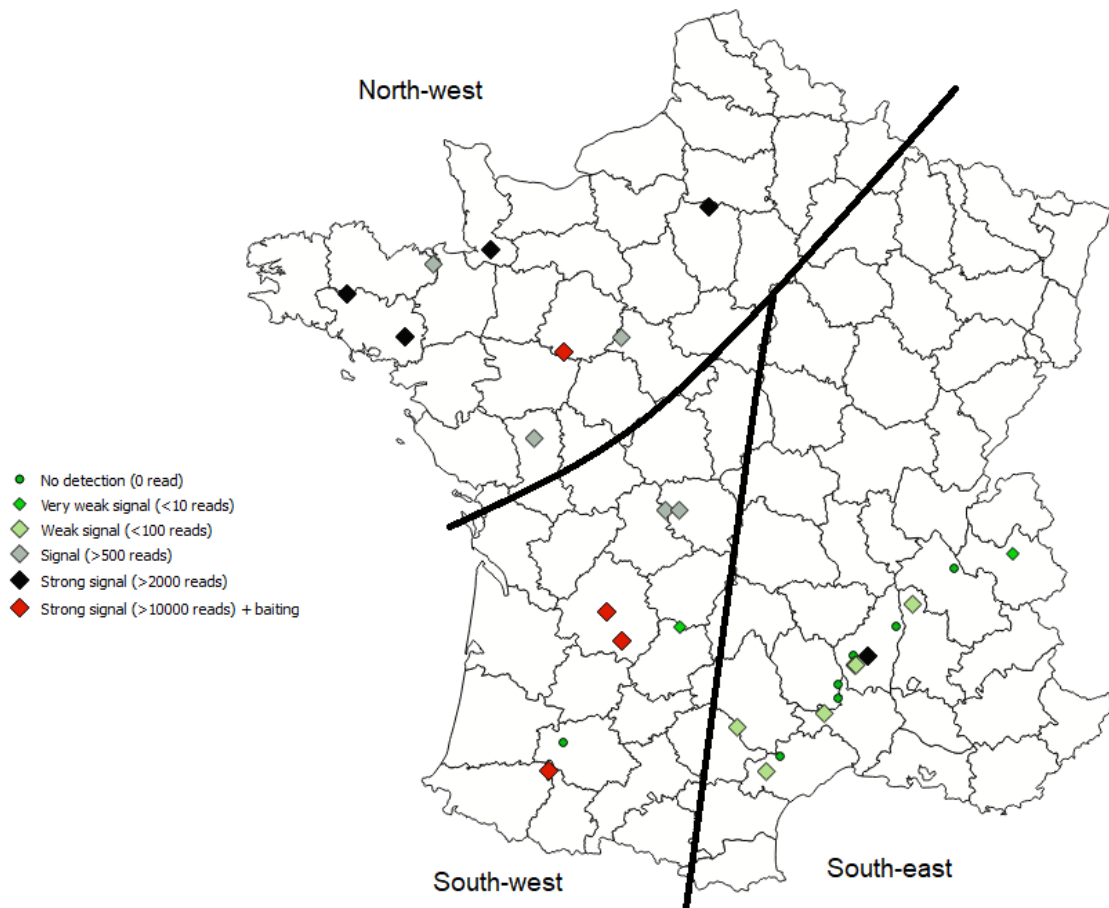 North-west
No detection (0 read)
Very weak signal (<10 reads)
Weak signal (<100 reads)
Signal (>500 reads)
Strong signal (>2000 reads)
Strong signal (>10000 reads) + baiting
South-west
South-east